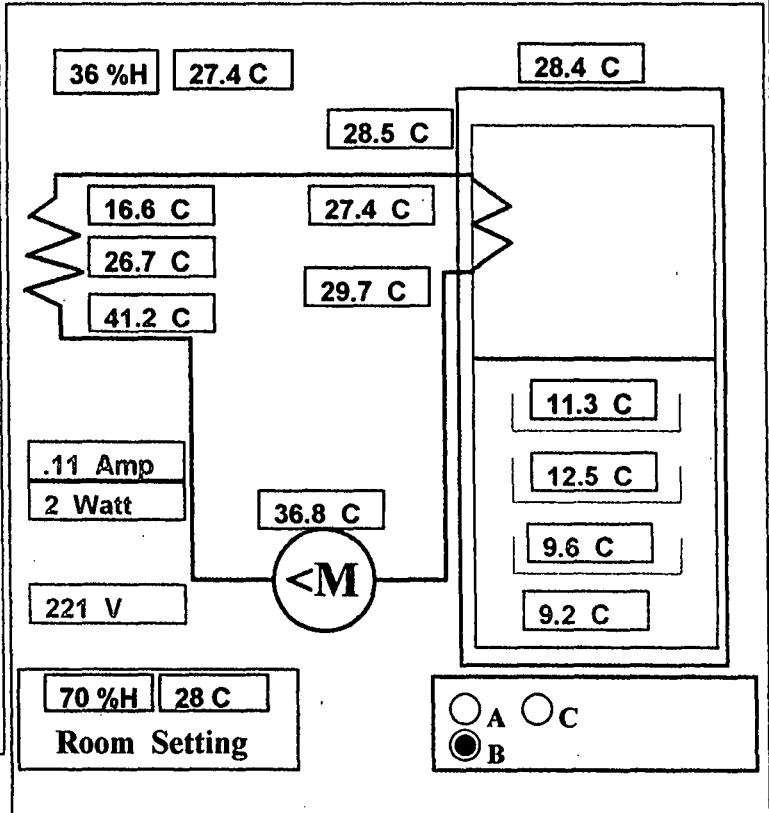 36 %H 27.4 C
28.4 C
28.5 C
16.6 C
27.4 C
26.7 C
29.7 C
41.2 C
11.3 C
.11 Amp
12.5 C
2 Watt
36.8 C
9.6 C
<M
221 V
9.2 C
70 %H 28 C
Room Setting
A C
B